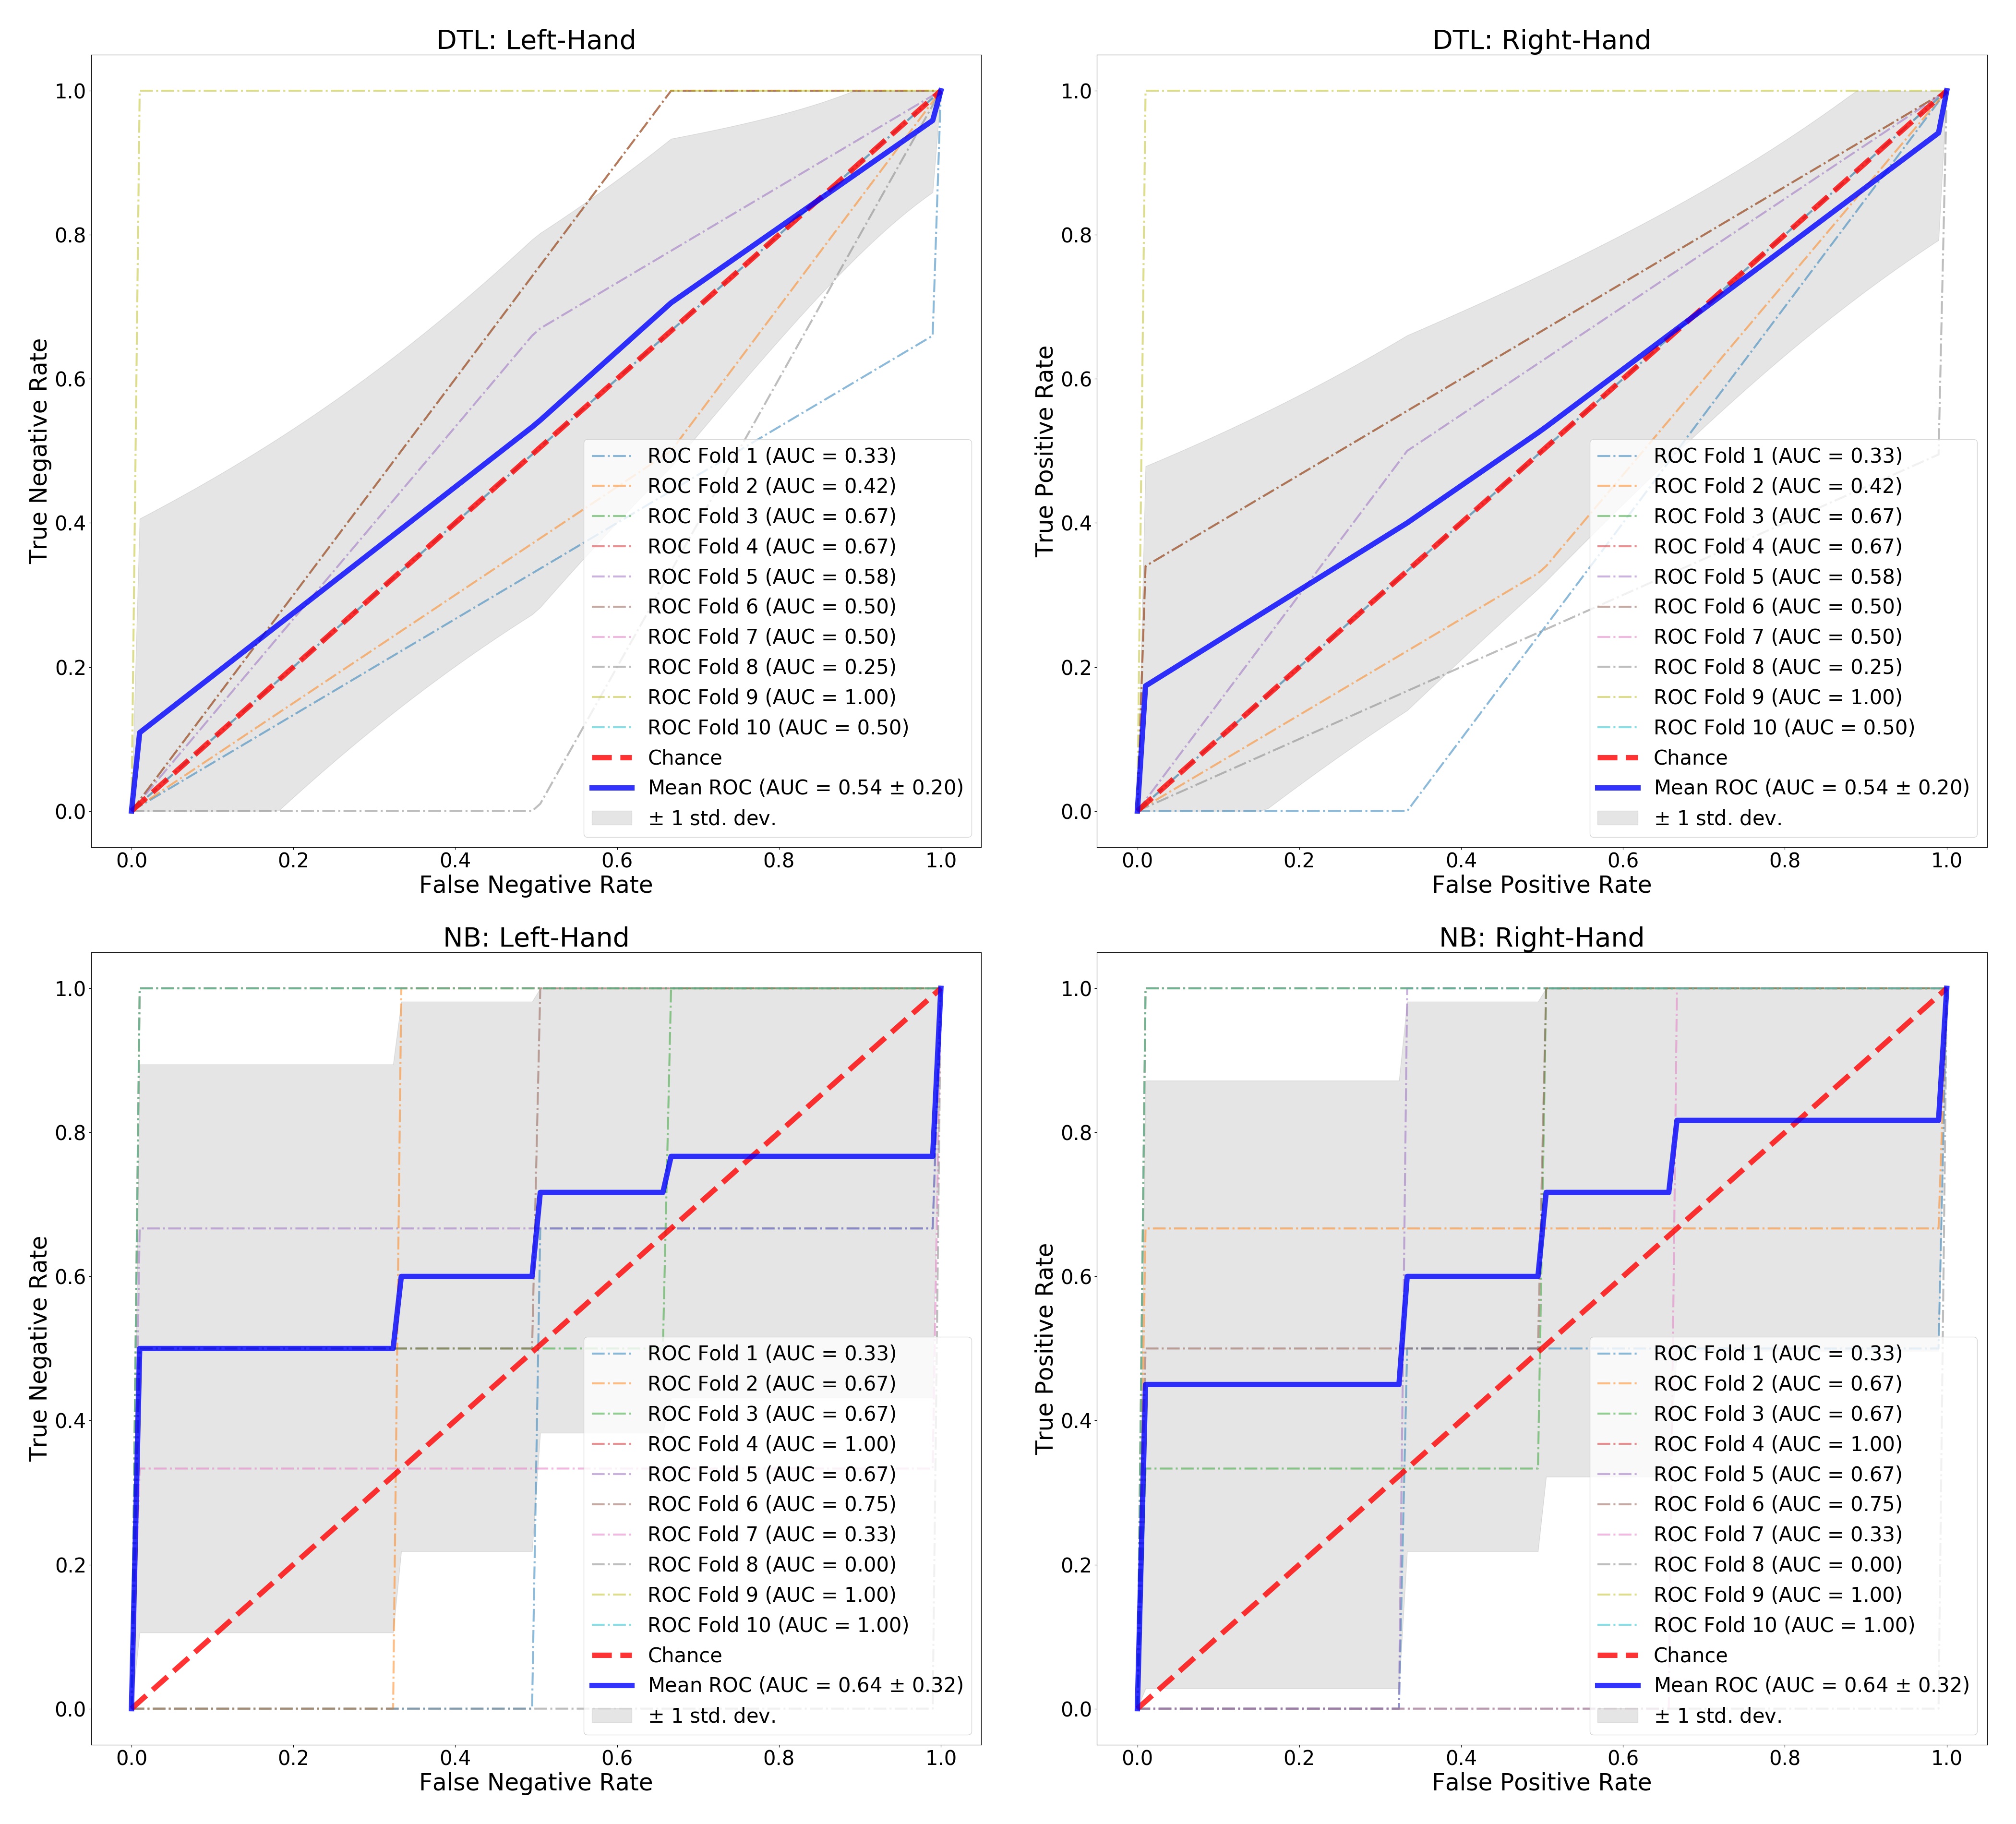 DTL: Left-Hand
True Negative Rate
1.0
0.8
0.6
0.4
0.2
0.0
ROC Fold 1 (AUC = 0.33)
ROC Fold 2 (AUC = 0.42)
ROC Fold 3 (AUC = 0.67)
ROC Fold 4 (AUC = 0.67)
ROC Fold 5 (AUC = 0.58)
ROC Fold 6 (AUC = 0.50)
ROC Fold 7 (AUC = 0.50)
ROC Fold 8 (AUC = 0.25)
ROC Fold 9 (AUC = 1.00)
ROC Fold 10 (AUC = 0.50)
Chance
Mean ROC (AUC = 0.54 ± 0.20)
± 1 std. dev.
0.0 0.2 0.4 0.6 0.8 1.0
False Negative Rate
DTL: Right-Hand
True Positive Rate
1.0
0.8
0.6
0.4
0.2
0.0
ROC Fold 1 (AUC = 0.33)
ROC Fold 2 (AUC = 0.42)
ROC Fold 3 (AUC = 0.67)
ROC Fold 4 (AUC = 0.67)
ROC Fold 5 (AUC = 0.58)
ROC Fold 6 (AUC = 0.50)
ROC Fold 7 (AUC = 0.50)
ROC Fold 8 (AUC = 0.25)
ROC Fold 9 (AUC = 1.00)
ROC Fold 10 (AUC = 0.50)
Chance
Mean ROC (AUC = 0.54 ± 0.20)
± 1 std. dev.
0.0 0.2 0.4 0.6 0.8 1.0
False Positive Rate
NB: Left-Hand
True Negative Rate
1.0
0.8
0.6
0.4
0.2
0.0
ROC Fold 1 (AUC = 0.33)
ROC Fold 2 (AUC = 0.67)
ROC Fold 3 (AUC = 0.67)
ROC Fold 4 (AUC = 1.00)
ROC Fold 5 (AUC = 0.67)
ROC Fold 6 (AUC = 0.75)
ROC Fold 7 (AUC = 0.33)
ROC Fold 8 (AUC = 0.00)
ROC Fold 9 (AUC = 1.00)
ROC Fold 10 (AUC = 1.00)
Chance
Mean ROC (AUC = 0.64 ± 0.32)
± 1 std. dev.
0.0 0.2 0.4 0.6 0.8 1.0
False Negative Rate
NB: Right-Hand
True Positive Rate
1.0
0.8
0.6
0.4
0.2
0.0
ROC Fold 1 (AUC = 0.33)
ROC Fold 2 (AUC = 0.67)
ROC Fold 3 (AUC = 0.67)
ROC Fold 4 (AUC = 1.00)
ROC Fold 5 (AUC = 0.67)
ROC Fold 6 (AUC = 0.75)
ROC Fold 7 (AUC = 0.33)
ROC Fold 8 (AUC = 0.00)
ROC Fold 9 (AUC = 1.00)
ROC Fold 10 (AUC = 1.00)
Chance
Mean ROC (AUC = 0.64 ± 0.32)
± 1 std. dev.
0.0 0.2 0.4 0.6 0.8 1.0
False Positive Rate